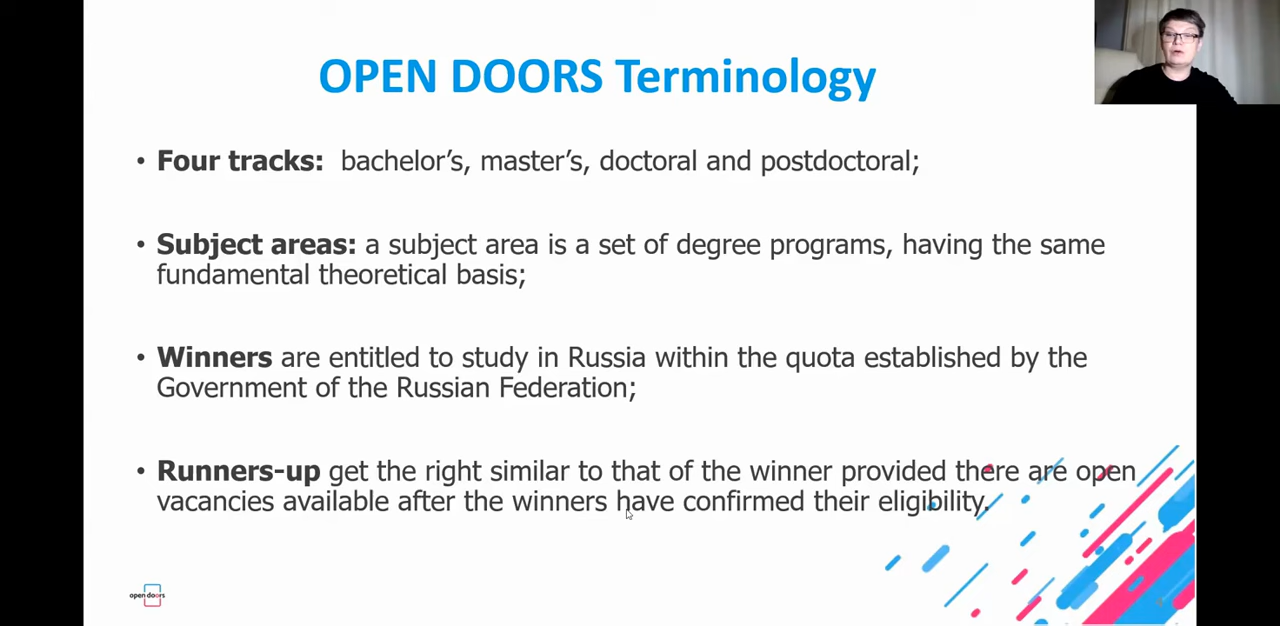 OPEN DOORS Terminology
• Four tracks: bachelor’s, master’s, doctoral and postdoctoral;
• Subject areas: a subject area is a set of degree programs, having the same
fundamental theoretical basis;
• Winners are entitled to study in Russia within the quota established by the
Government of the Russian Federation;
• Runners-up get the right similar to that of the winner provided there are open
vacancies available after the winners have confirmed their eligibility.
open doors